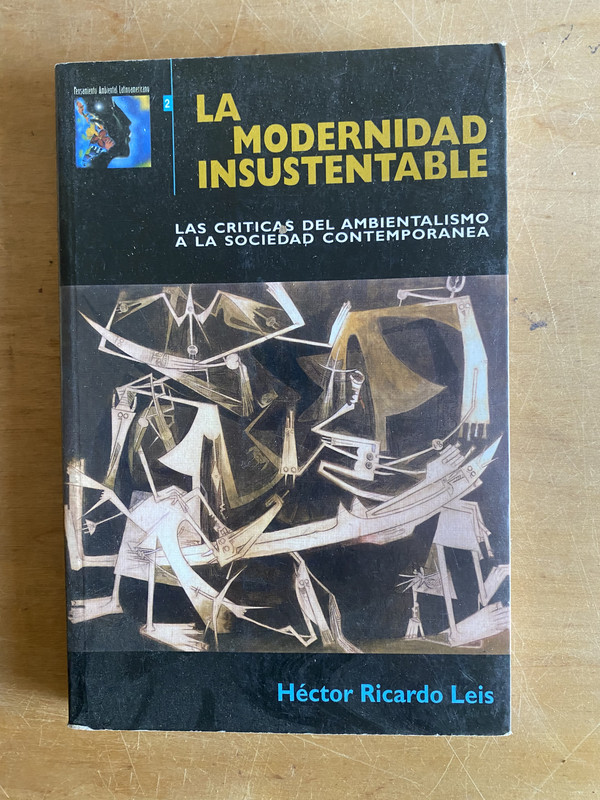 Pensamiento Ambiental Latinoamericano
2
LA
MODERNIDAD
INSUSTENTABLE
LAS CRITICAS DEL AMBIENTALISMO
A LA SOCIEDAD CONTEMPORANEA
Héctor Ricardo Leis